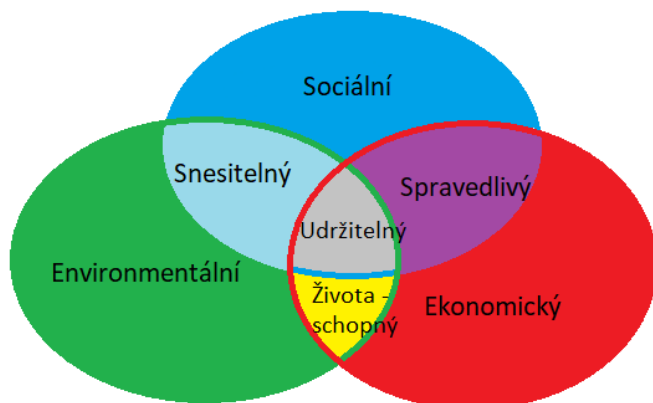 Sociální
Snesitelný
Spravedlivý
Udržitelný
Environmentální
Života -
schopný
Ekonomický